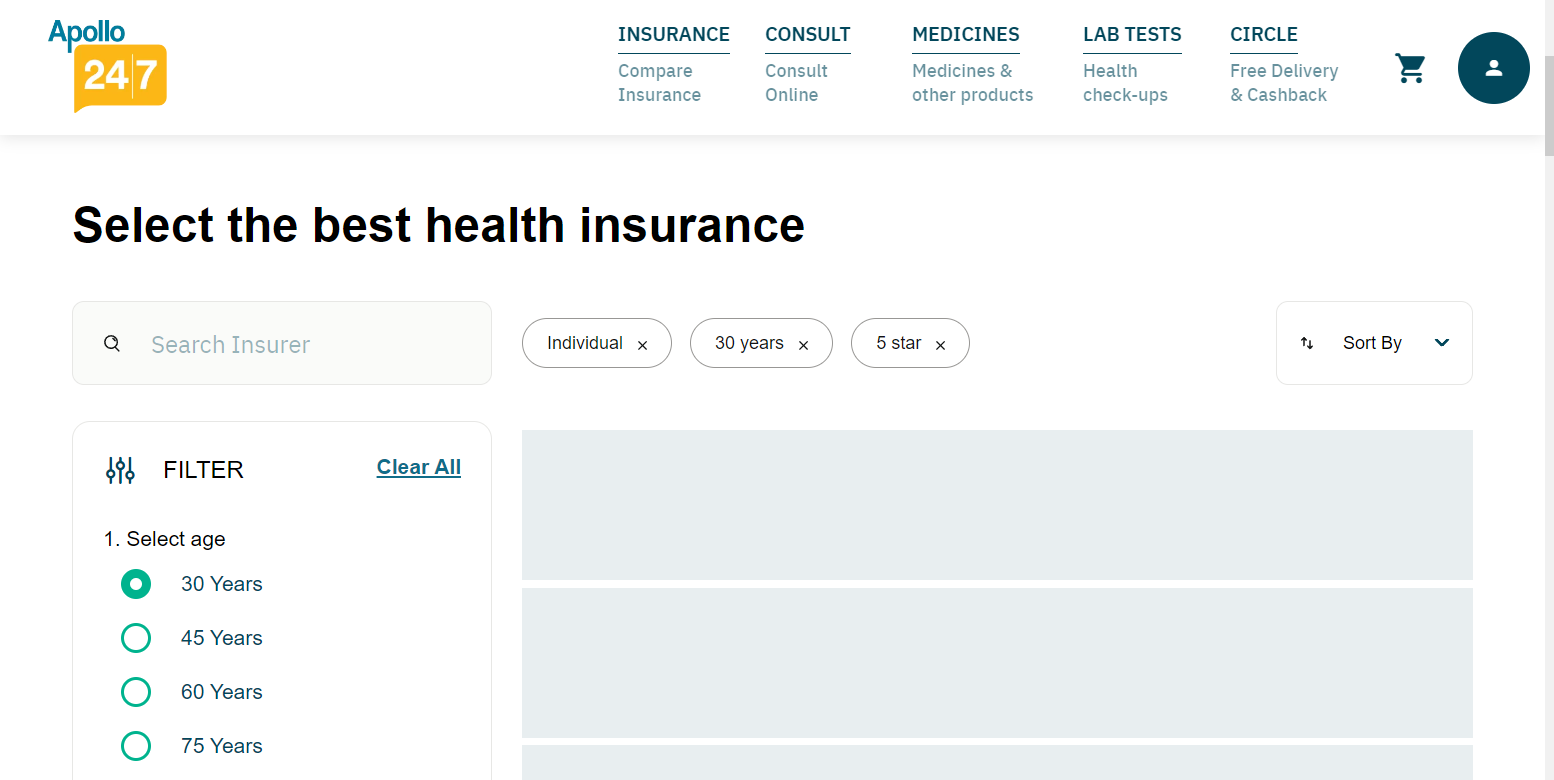 Apollo
24|7
INSURANCE
Compare
Insurance
CONSULT
Consult
Online
MEDICINES
Medicines &
other products
LAB TESTS
Health
check-ups
CIRCLE
Free Delivery
& Cashback
Select the best health insurance
Search Insurer
Individual ×
30 years ×
5 star ×
Sort By
FILTER
Clear All
1. Select age
30 Years
45 Years
60 Years
75 Years